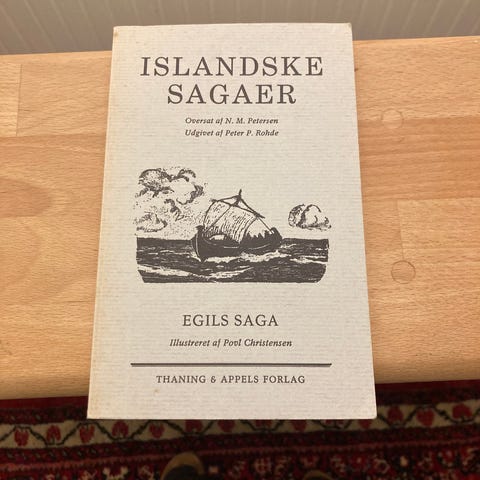 ISLANDSKE
SAGAER
Oversat af N. M. Petersen
Udgivet af Peter P. Rohde
EGILS SAGA
Illustreret af Povl Christensen
THANING & APPELS FORLAG